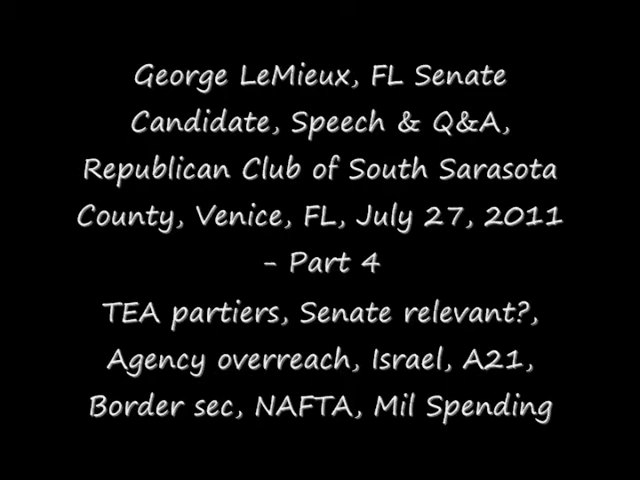 George LeMieux, FL Senate
Candidate, Speech & Q&A,
Republican Club of South Sarasota
County, Venice, FL, July 27, 2011
- Part 4
TEA partiers, Senate relevant?,
Agency overreach, Israel, A21,
Border sec, NAFTA, Mil Spending